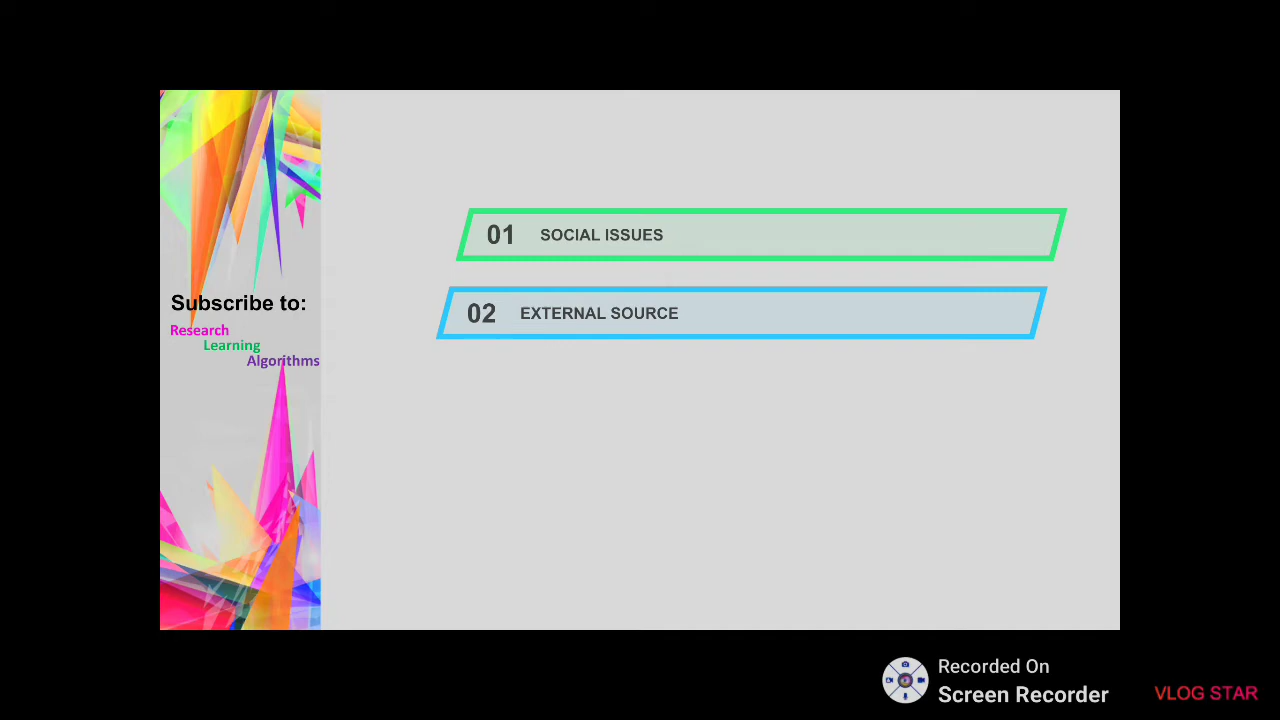 01 SOCIAL ISSUES
02 EXTERNAL SOURCE
Subscribe to:
Research
Learning
Algorithms
Recorded On
Screen Recorder
VLOG STAR